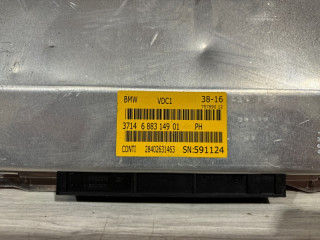 BMW VDC1 38-16
3714 6 883 149 01 PH
CONTI 28402631463 SN:591124